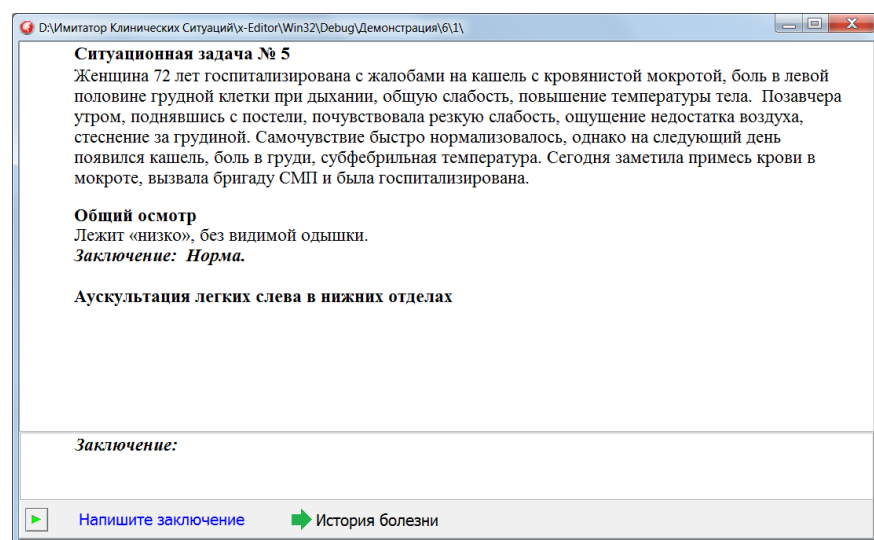 D:\Имитатор Клинических Ситуаций\x-Editor\Win32\Debug\Демонстрация\6\1\
Ситуационная задача № 5
Женщина 72 лет госпитализирована с жалобами на кашель с кровянистой мокротой, боль в левой
половине грудной клетки при дыхании, общую слабость, повышение температуры тела.  Позавчера
утром, поднявшись с постели, почувствовала резкую слабость, ощущение недостатка воздуха,
стеснение за грудиной. Самочувствие быстро нормализовалось, однако на следующий день
появился кашель, боль в груди, субфебрильная температура. Сегодня заметила примесь крови в
мокроте, вызвала бригаду СМП и была госпитализирована.
Общий осмотр
Лежит «низко», без видимой одышки.
Заключение:  Норма.
Аускультация легких слева в нижних отделах
Заключение:
Напишите заключение
История болезни